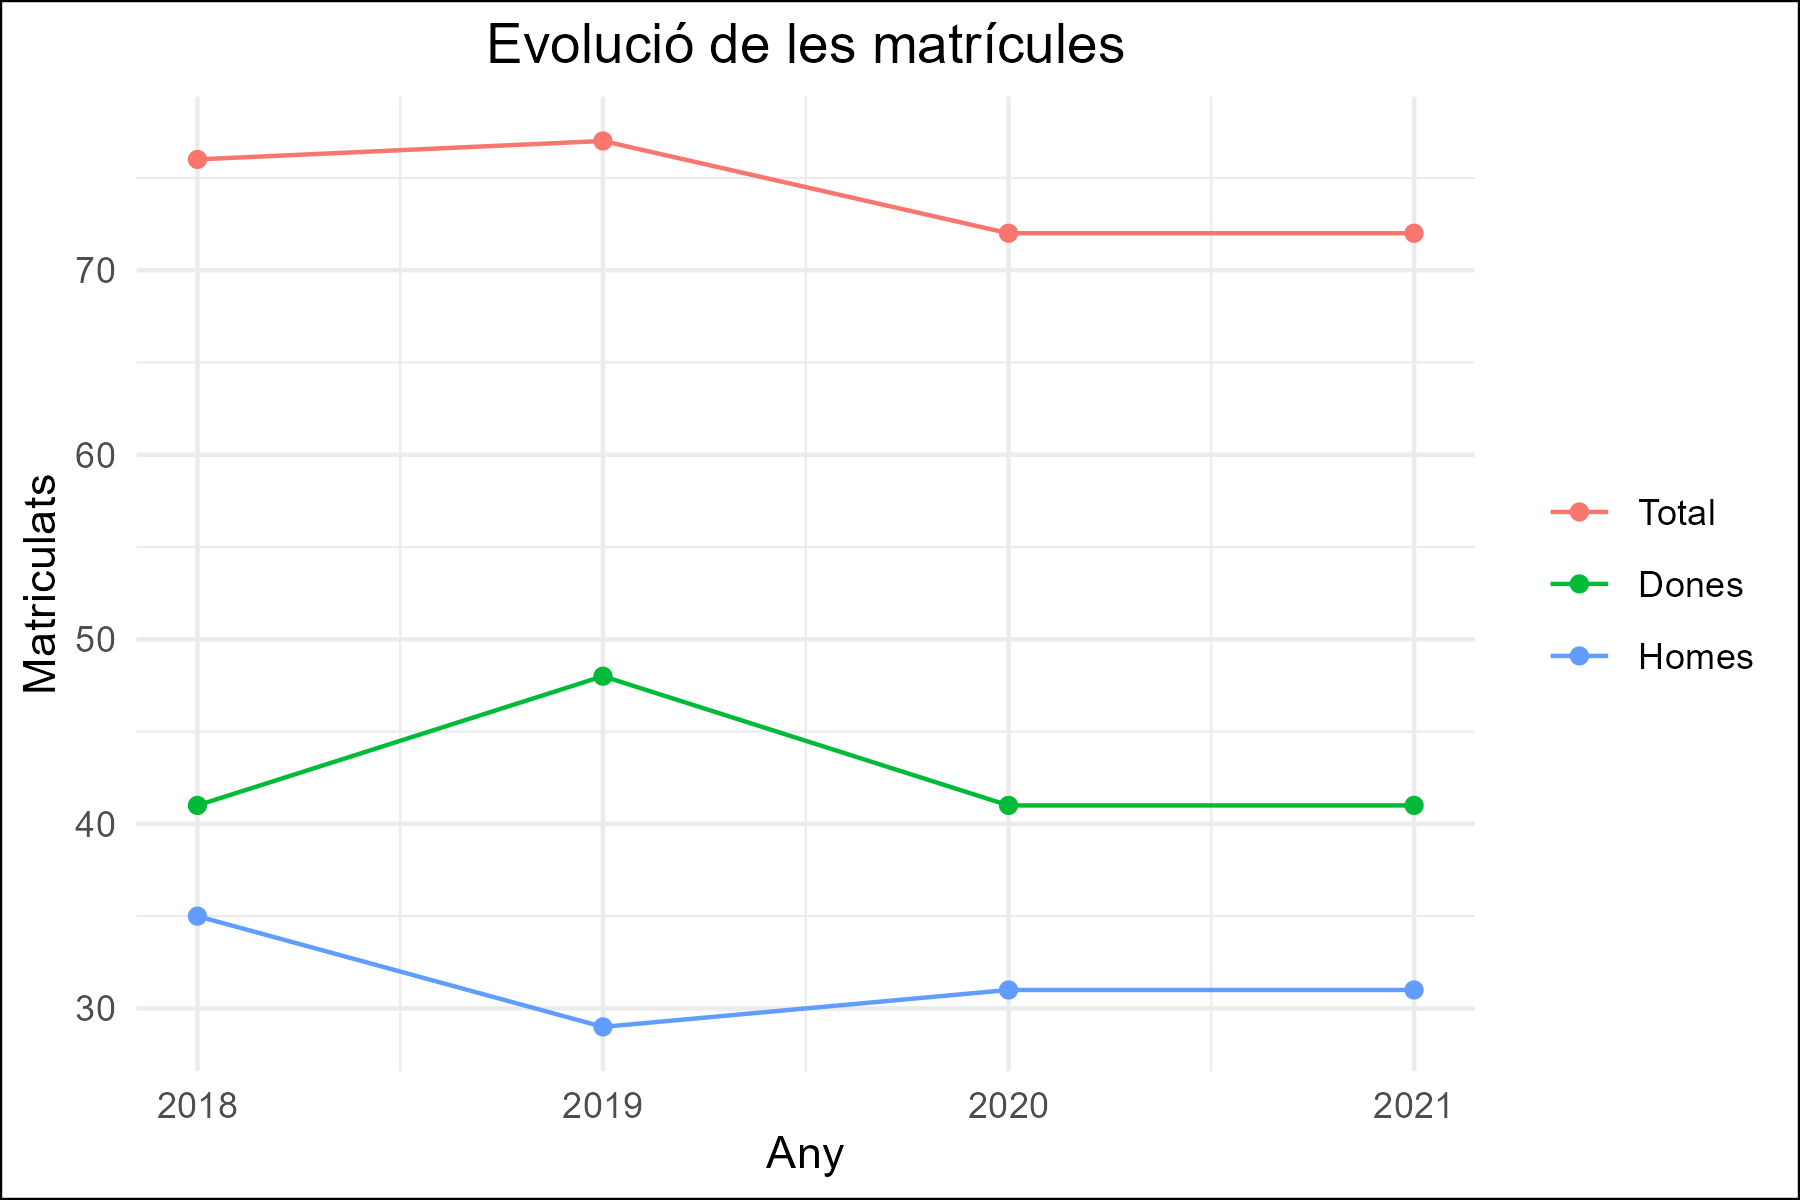 Evolució de les matrícules
Matriculats
70
60
50
40
30
2018 2019 2020 2021
Any
Total
Dones
Homes